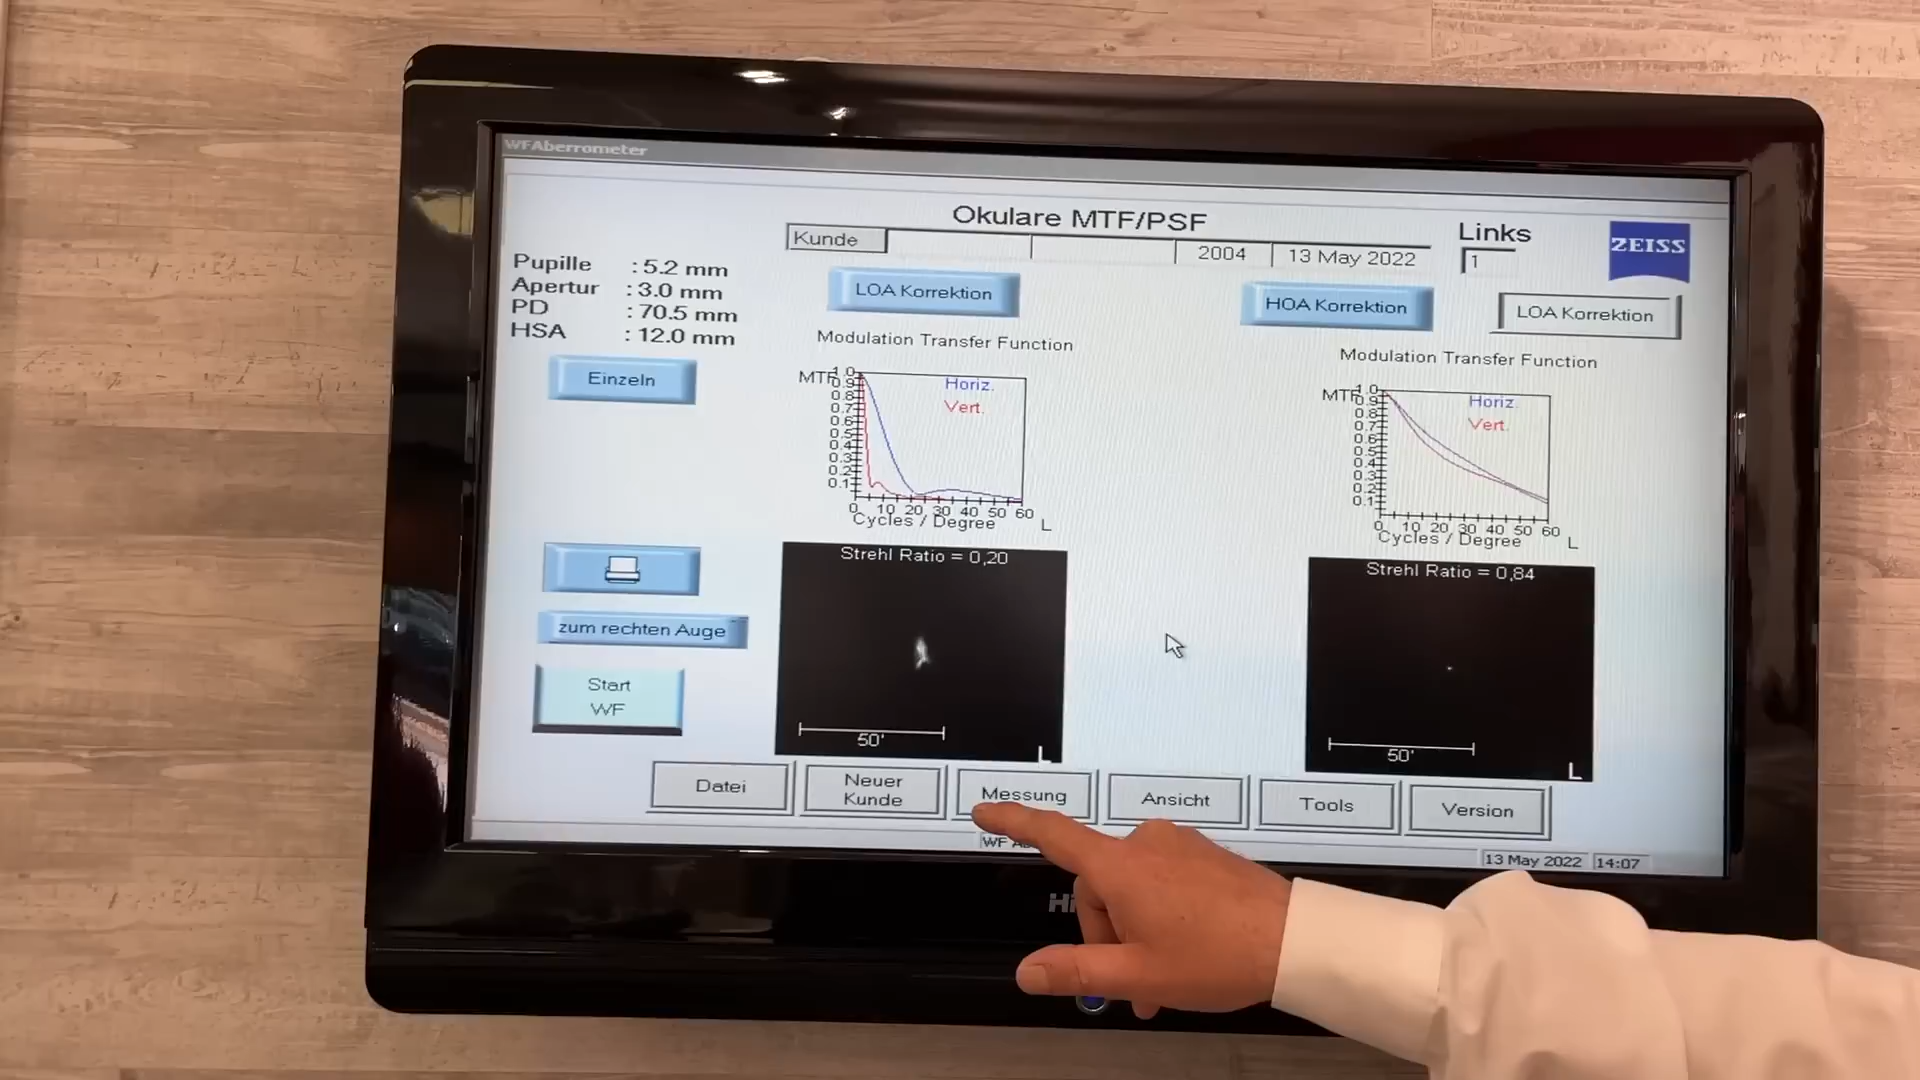 WFAberrometer
Okulare MTF/PSF
Kunde
2004
13 May 2022
Links
1
ZEISS
Pupille : 5.2 mm
Apertur : 3.0 mm
PD : 70.5 mm
HSA : 12.0 mm
LOA Korrektion
HOA Korrektion
LOA Korrektion
Einzeln
Modulation Transfer Function
MTF
1.0
0.9
0.8
0.7
0.6
0.5
0.4
0.3
0.2
0.1
Horiz.
Vert.
0 10 20 30 40 50 60
Cycles / Degree
L
Modulation Transfer Function
MTF
1.0
0.9
0.8
0.7
0.6
0.5
0.4
0.3
0.2
0.1
Horiz.
Vert.
0 10 20 30 40 50 60
Cycles / Degree
L
Strehl Ratio = 0,20
50'
L
Strehl Ratio = 0,84
50'
L
zum rechten Auge
Start
WF
Datei
Neuer
Kunde
Messung
Ansicht
Tools
Version
WF
13 May 2022
14:07